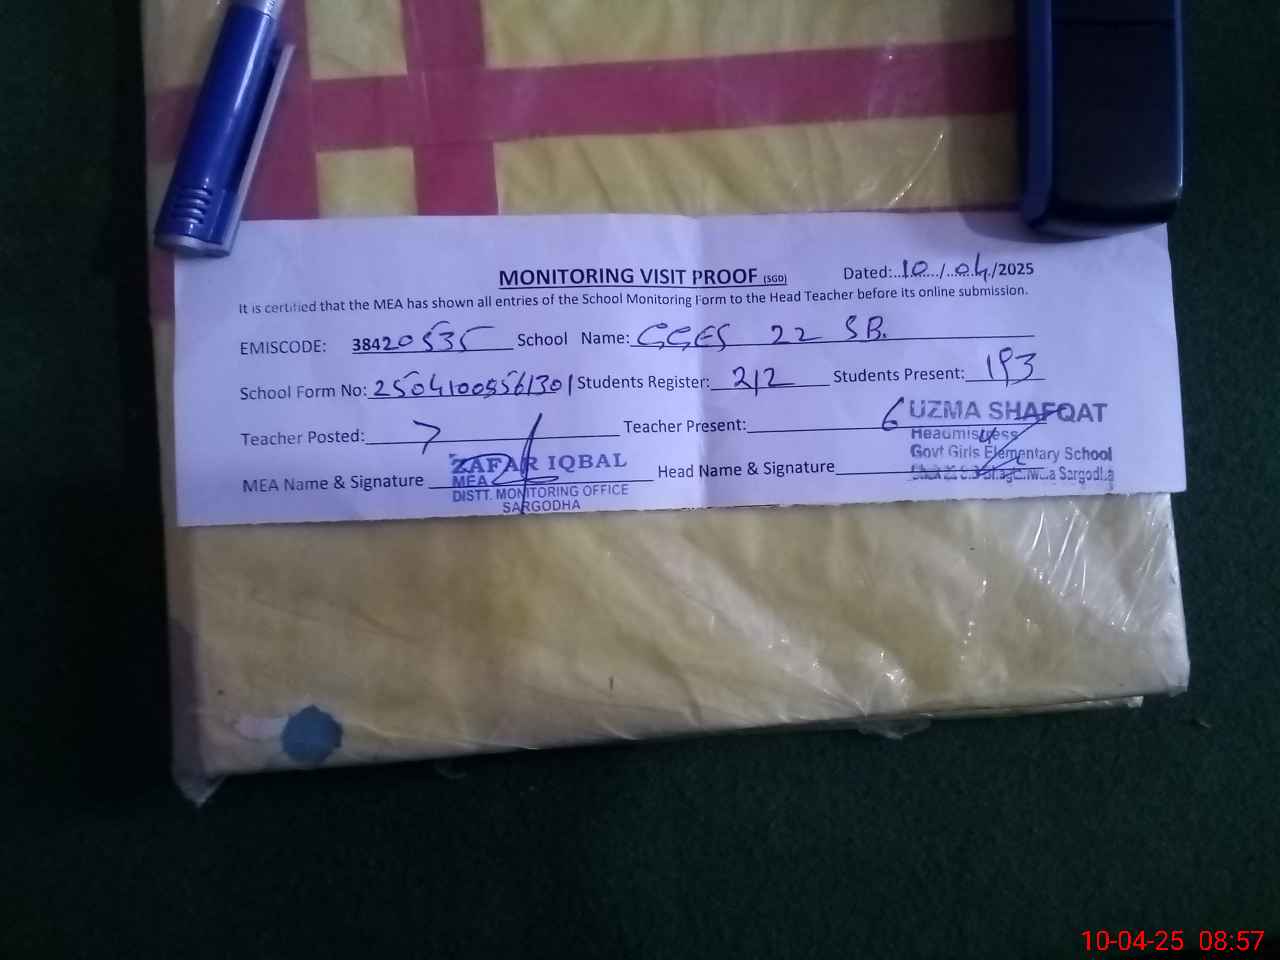 MONITORING VISIT PROOF (SGD) Dated:..10.../..04./2025
It is certified that the MEA has shown all entries of the School Monitoring Form to the Head Teacher before its online submission.
EMISCODE: 38420535 School Name: GGES 22 SB.
School Form No: Students Register: 212 Students Present: 193
Teacher Posted: 7 Teacher Present: 6
UZMA SHAFQAT
Headmistress
Govt Girls Elementary School
Sargodha
MEA Name & Signature Head Name & Signature
ZAFAR IQBAL
MEA
DISTT. MONITORING OFFICE
SARGODHA
10-04-25 08:57